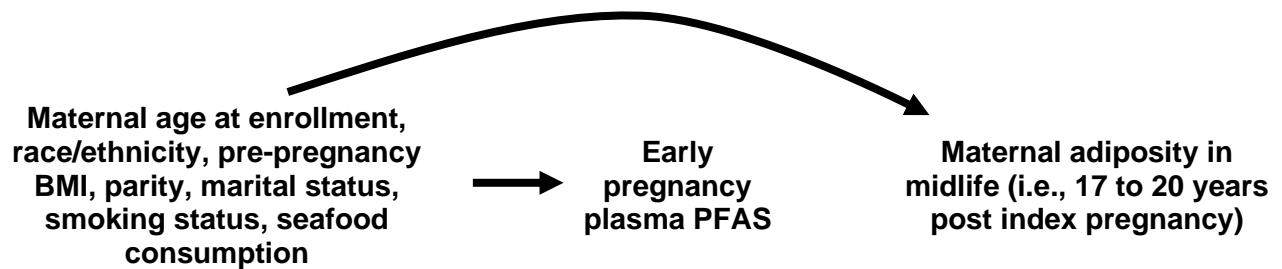 Maternal age at enrollment,
race/ethnicity, pre-pregnancy
BMI, parity, marital status,
smoking status, seafood
consumption
Early
pregnancy
plasma PFAS
Maternal adiposity in
midlife (i.e., 17 to 20 years
post index pregnancy)